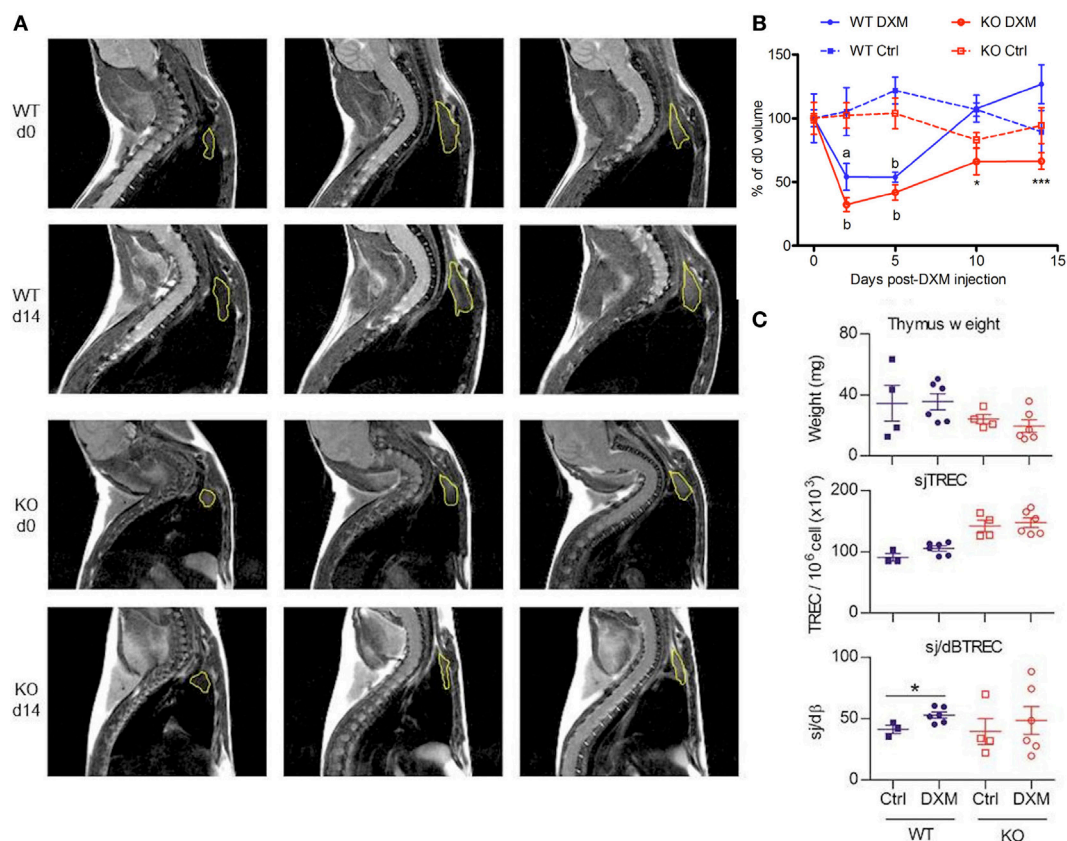 A
WT
d0
WT
d14
KO
d0
KO
d14
B
WT DXM
KO DXM
WT Ctrl
KO Ctrl
% of d0 volume
150
100
50
0
a
b
b
b
*
***
0
5
10
15
Days post-DXM injection
C
Thymus weight
Weight (mg)
80
40
0
sjTREC
TREC / 10⁶ cell (x10³)
200
100
0
sj/dBTREC
sj/dβ
100
50
0
*
Ctrl DXM Ctrl DXM
WT KO